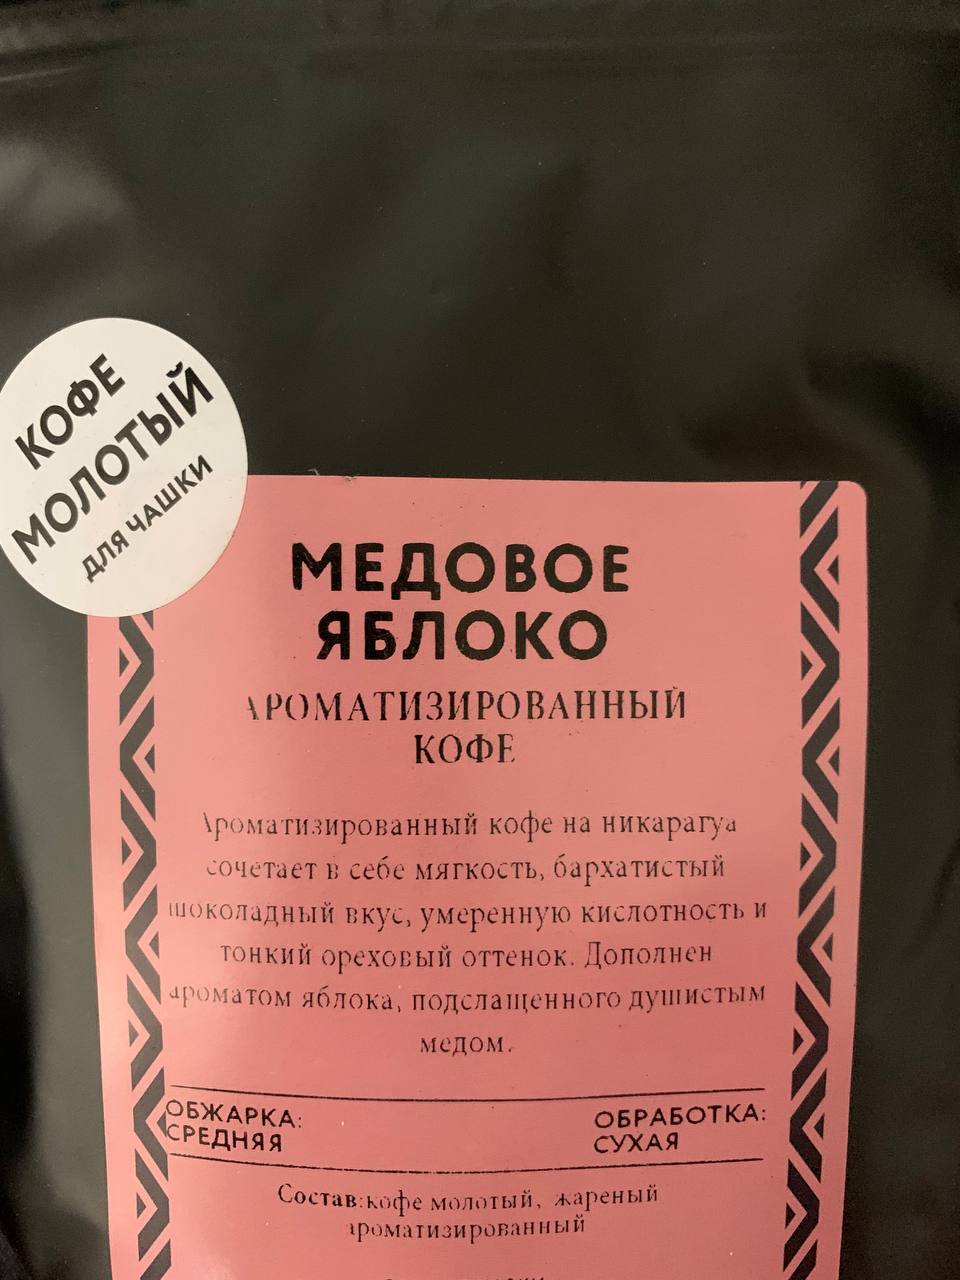 КОФЕ
МОЛОТЫЙ
ДЛЯ ЧАШКИ
МЕДОВОЕ
ЯБЛОКО
АРОМАТИЗИРОВАННЫЙ
КОФЕ
Ароматизированный кофе на никарагуа
сочетает в себе мягкость, бархатистый
шоколадный вкус, умеренную кислотность и
тонкий ореховый оттенок. Дополнен
ароматом яблока, подслащенного душистым
медом.
ОБЖАРКА:
СРЕДНЯЯ
ОБРАБОТКА:
СУХАЯ
Состав:кофе молотый, жареный
ароматизированный